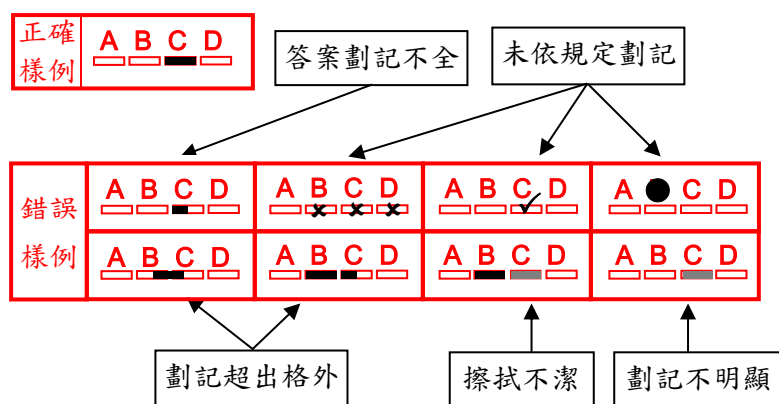 正確
樣例
A B C D
答案劃記不全
未依規定劃記
錯誤
樣例
A B C D
A B C D
A B C D
A C D
A B C D
A B C D
A B C D
A B C D
劃記超出格外
擦拭不潔
劃記不明顯